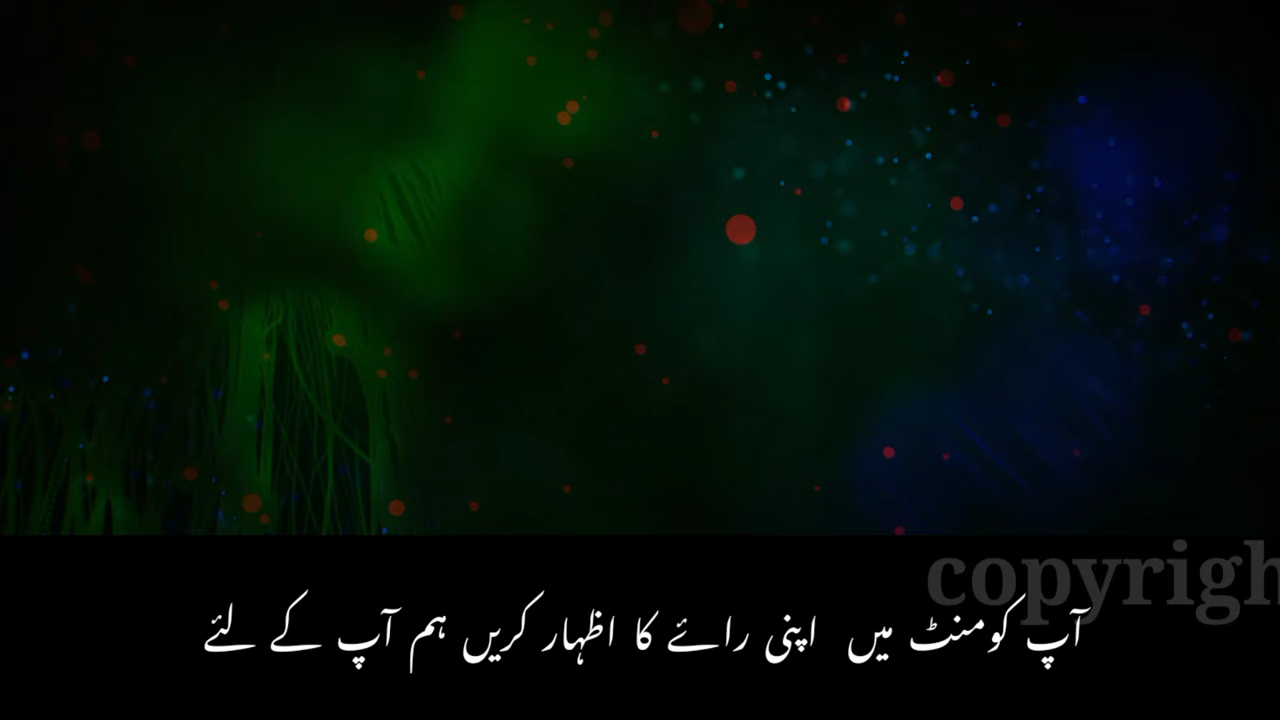 copyrigh
آپ کومنٹ میں اپنی رائے کا اظہار کریں ہم آپ کے لئے